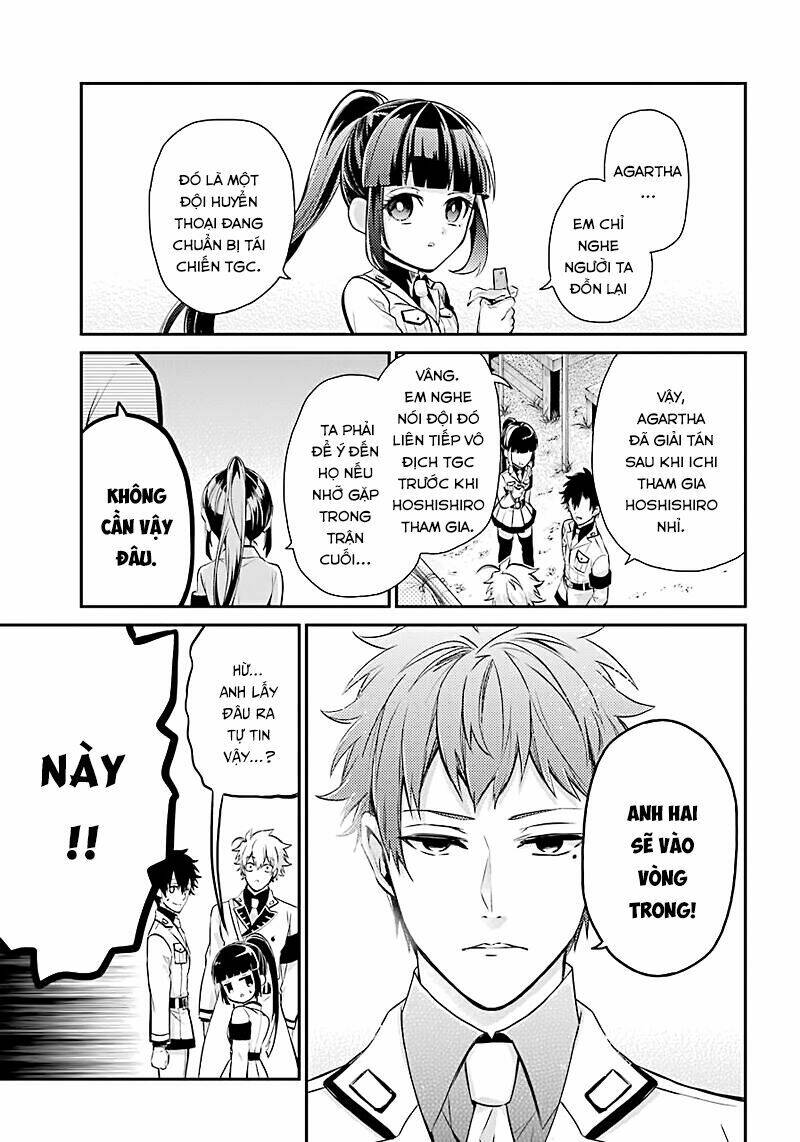 AGARTHA
...
EM CHỈ
NGHE
NGƯỜI TA
ĐỒN LẠI
ĐÓ LÀ MỘT
ĐỘI HUYỀN
THOẠI ĐANG
CHUẨN BỊ TÁI
CHIẾN TGC.
VẬY,
AGARTHA
ĐÃ GIẢI TÁN
SAU KHI ICHI
THAM GIA
HOSHISHIRO
NHỈ.
VÂNG.
EM NGHE
NÓI ĐỘI ĐÓ
LIÊN TIẾP VÔ
ĐỊCH TGC
TRƯỚC KHI
HOSHISHIRO
THAM GIA.
TA PHẢI
ĐỂ Ý ĐẾN
HỌ NẾU
NHỠ GẶP
TRONG
TRẬN
CUỐI...
KHÔNG
CẦN VẬY
ĐÂU.
ANH HAI
SẼ VÀO
VÒNG
TRONG!
HỪ...
ANH LẤY
ĐÂU RA
TỰ TIN
VẬY...?
NÀY
!!